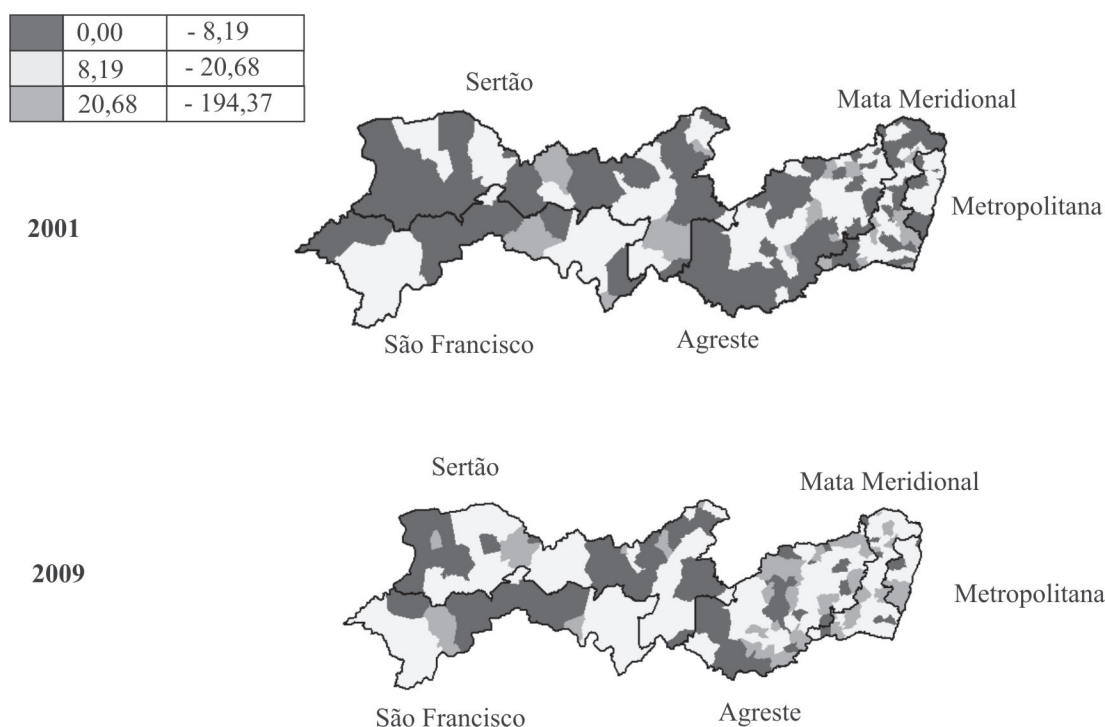 0,00 - 8,19
8,19 - 20,68
20,68 - 194,37
Sertão
Mata Meridional
Metropolitana
2001
São Francisco
Agreste
Sertão
Mata Meridional
2009
Metropolitana
São Francisco
Agreste